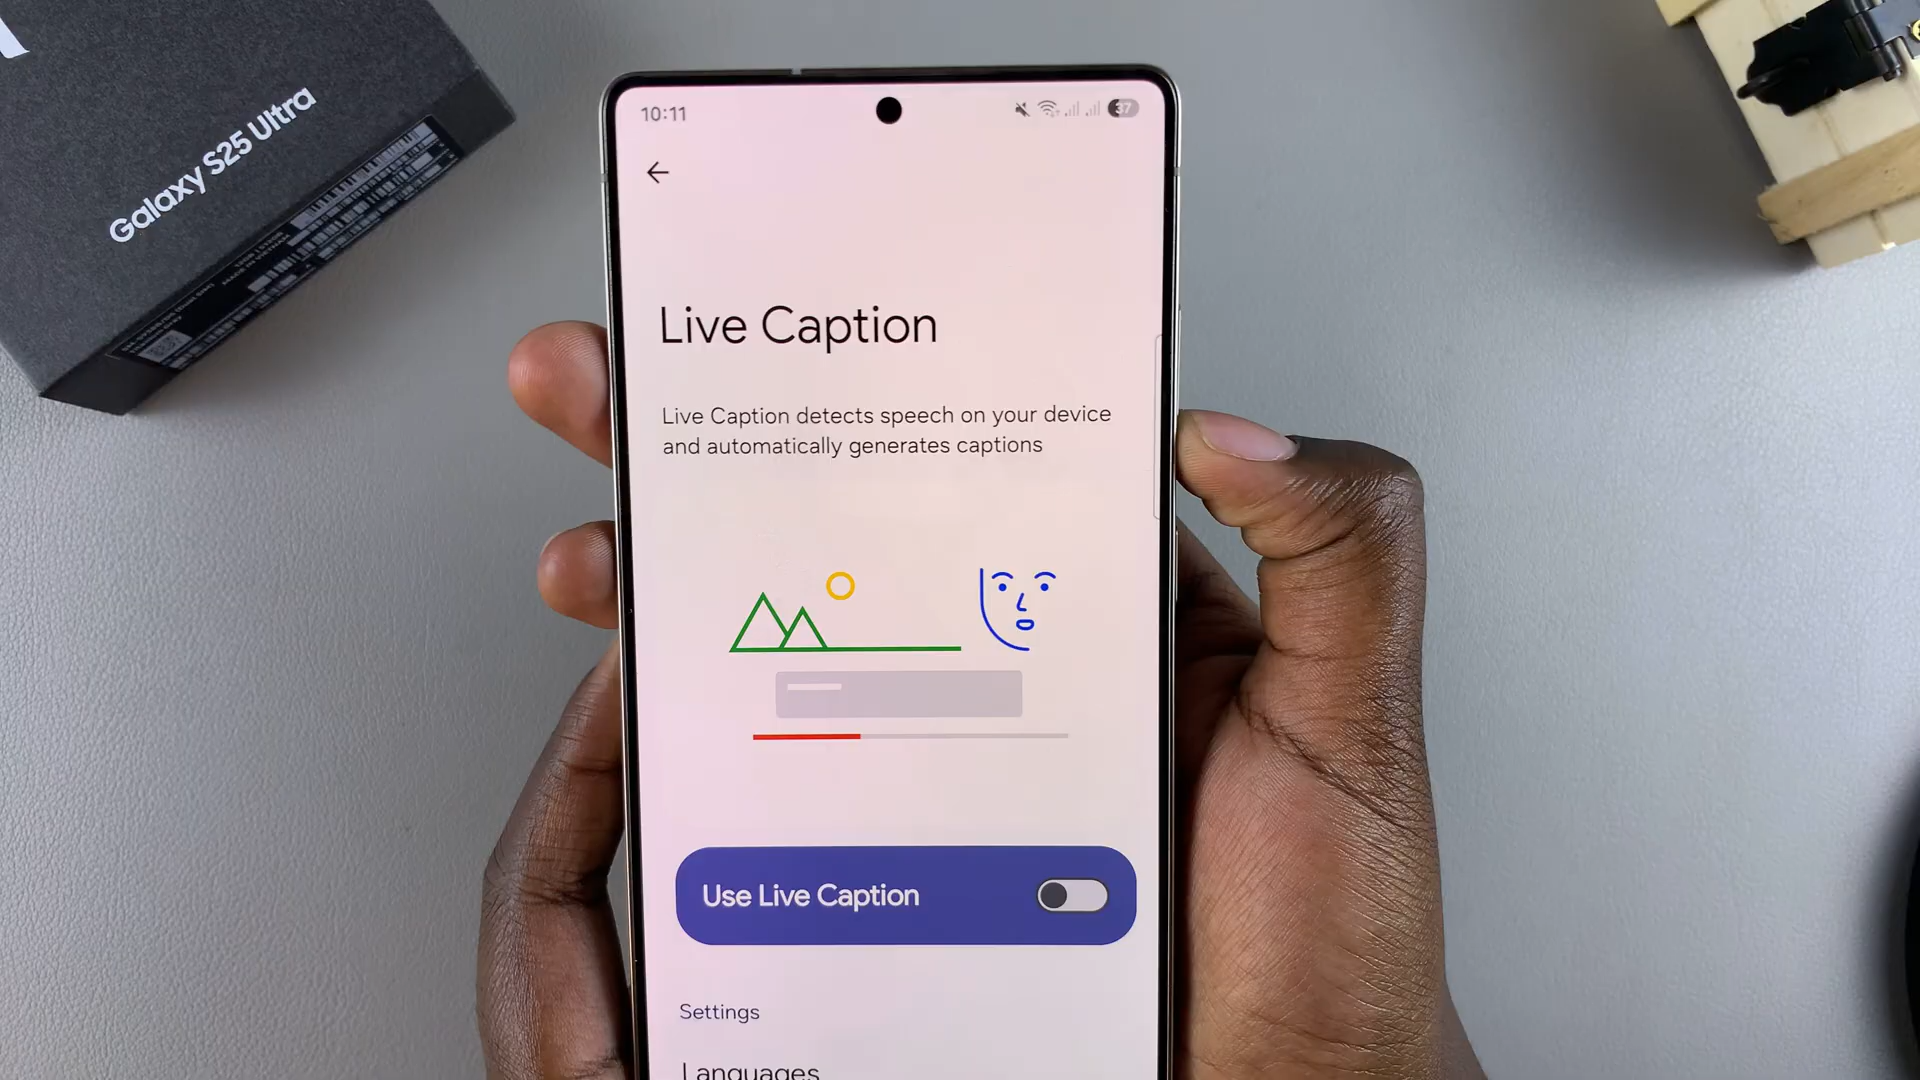 Galaxy S25 Ultra
10:11
37
Live Caption
Live Caption detects speech on your device
and automatically generates captions
Use Live Caption
Settings
Languages